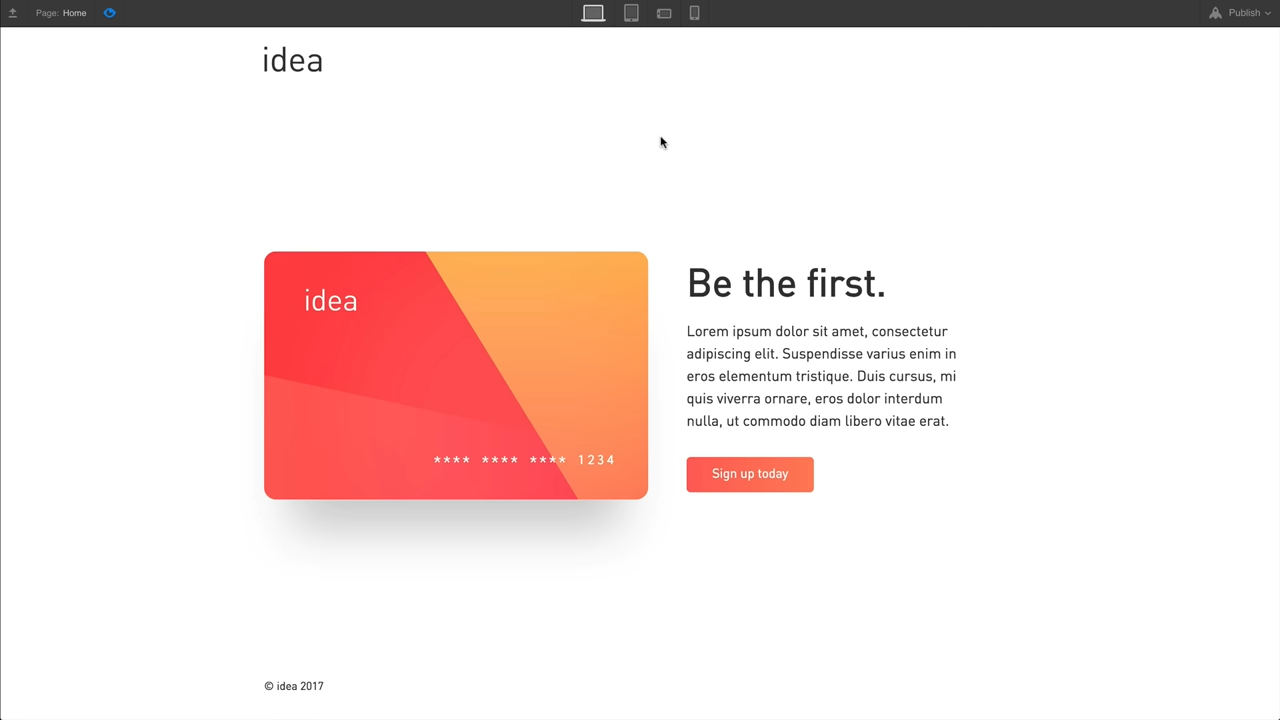 Page: Home
Publish
idea
idea
**** **** **** 1234
Be the first.
Lorem ipsum dolor sit amet, consectetur
adipiscing elit. Suspendisse varius enim in
eros elementum tristique. Duis cursus, mi
quis viverra ornare, eros dolor interdum
nulla, ut commodo diam libero vitae erat.
Sign up today
© idea 2017